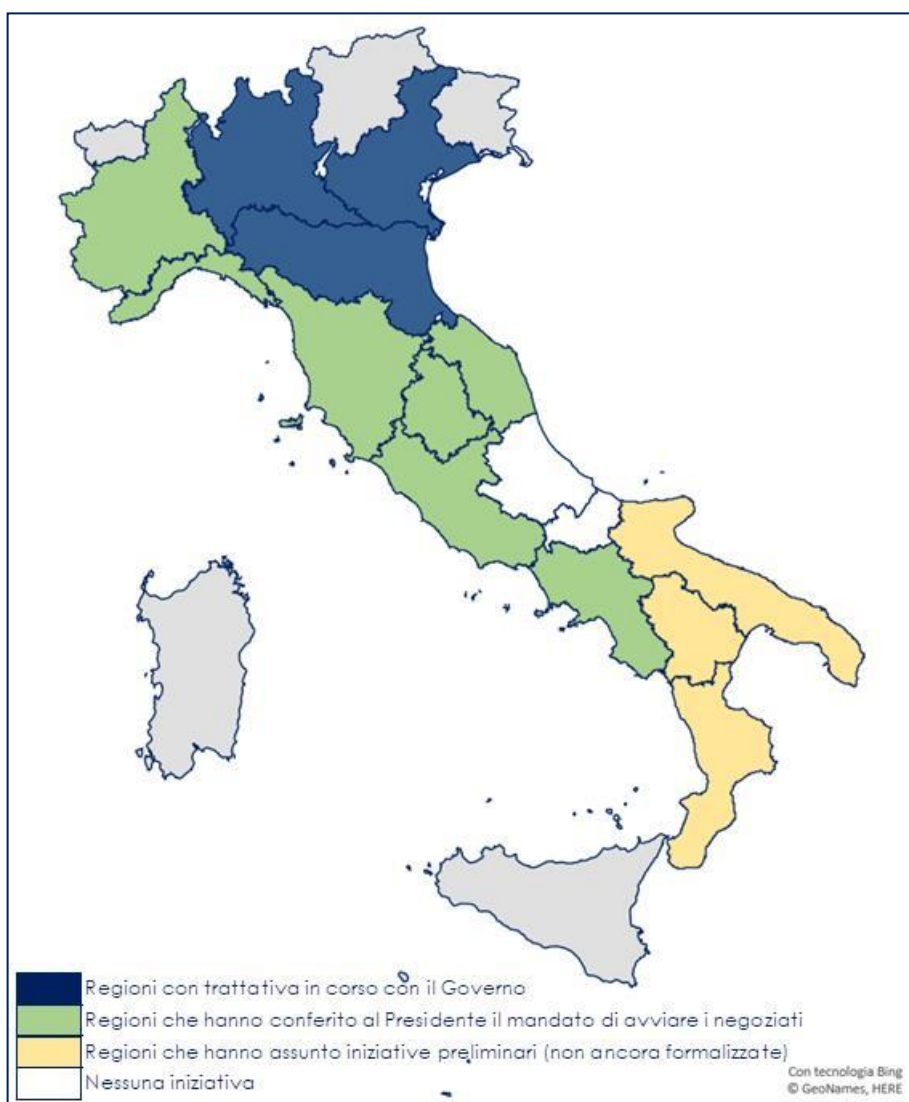 Regioni con trattativa in corso con il Governo
Regioni che hanno conferito al Presidente il mandato di avviare i negoziati
Regioni che hanno assunto iniziative preliminari (non ancora formalizzate)
Nessuna iniziativa
Con tecnologia Bing
© GeoNames, HERE